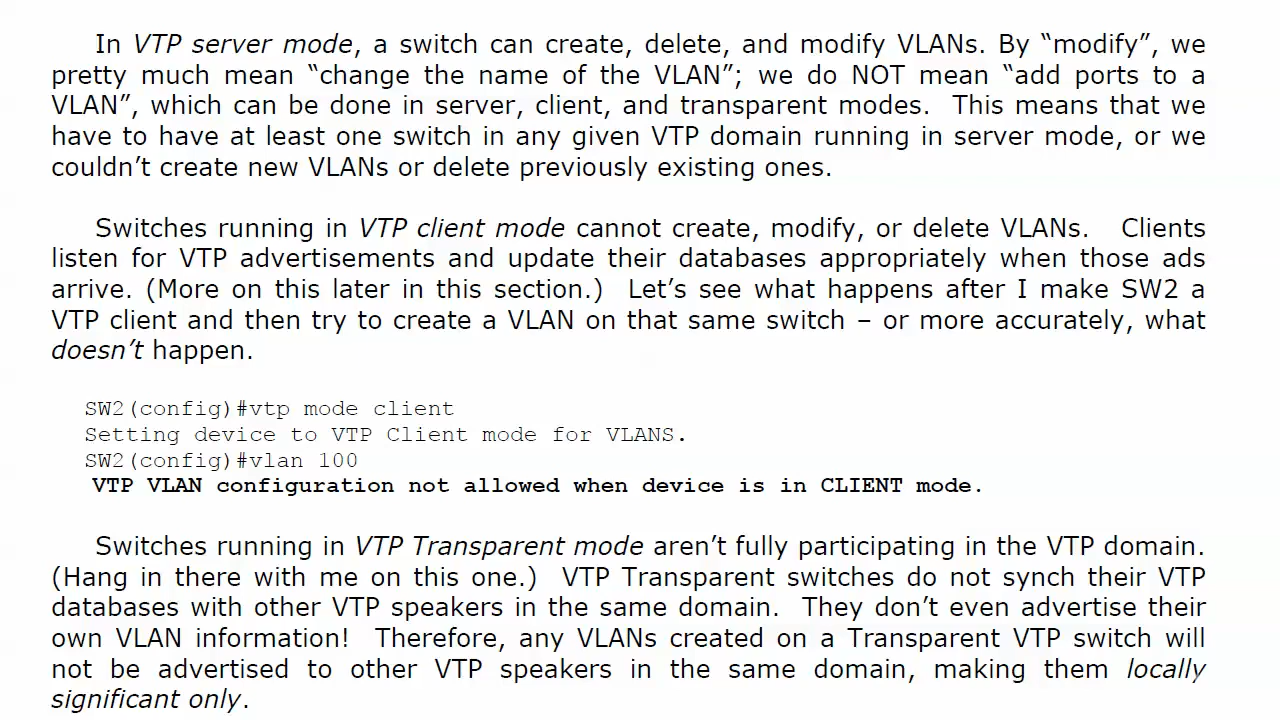 In VTP server mode, a switch can create, delete, and modify VLANs. By “modify”, we
pretty much mean “change the name of the VLAN”; we do NOT mean “add ports to a
VLAN”, which can be done in server, client, and transparent modes. This means that we
have to have at least one switch in any given VTP domain running in server mode, or we
couldn’t create new VLANs or delete previously existing ones.
Switches running in VTP client mode cannot create, modify, or delete VLANs. Clients
listen for VTP advertisements and update their databases appropriately when those ads
arrive. (More on this later in this section.) Let’s see what happens after I make SW2 a
VTP client and then try to create a VLAN on that same switch – or more accurately, what
doesn’t happen.
SW2(config)#vtp mode client
Setting device to VTP Client mode for VLANS.
SW2(config)#vlan 100
VTP VLAN configuration not allowed when device is in CLIENT mode.
Switches running in VTP Transparent mode aren’t fully participating in the VTP domain.
(Hang in there with me on this one.) VTP Transparent switches do not synch their VTP
databases with other VTP speakers in the same domain. They don’t even advertise their
own VLAN information! Therefore, any VLANs created on a Transparent VTP switch will
not be advertised to other VTP speakers in the same domain, making them locally
significant only.